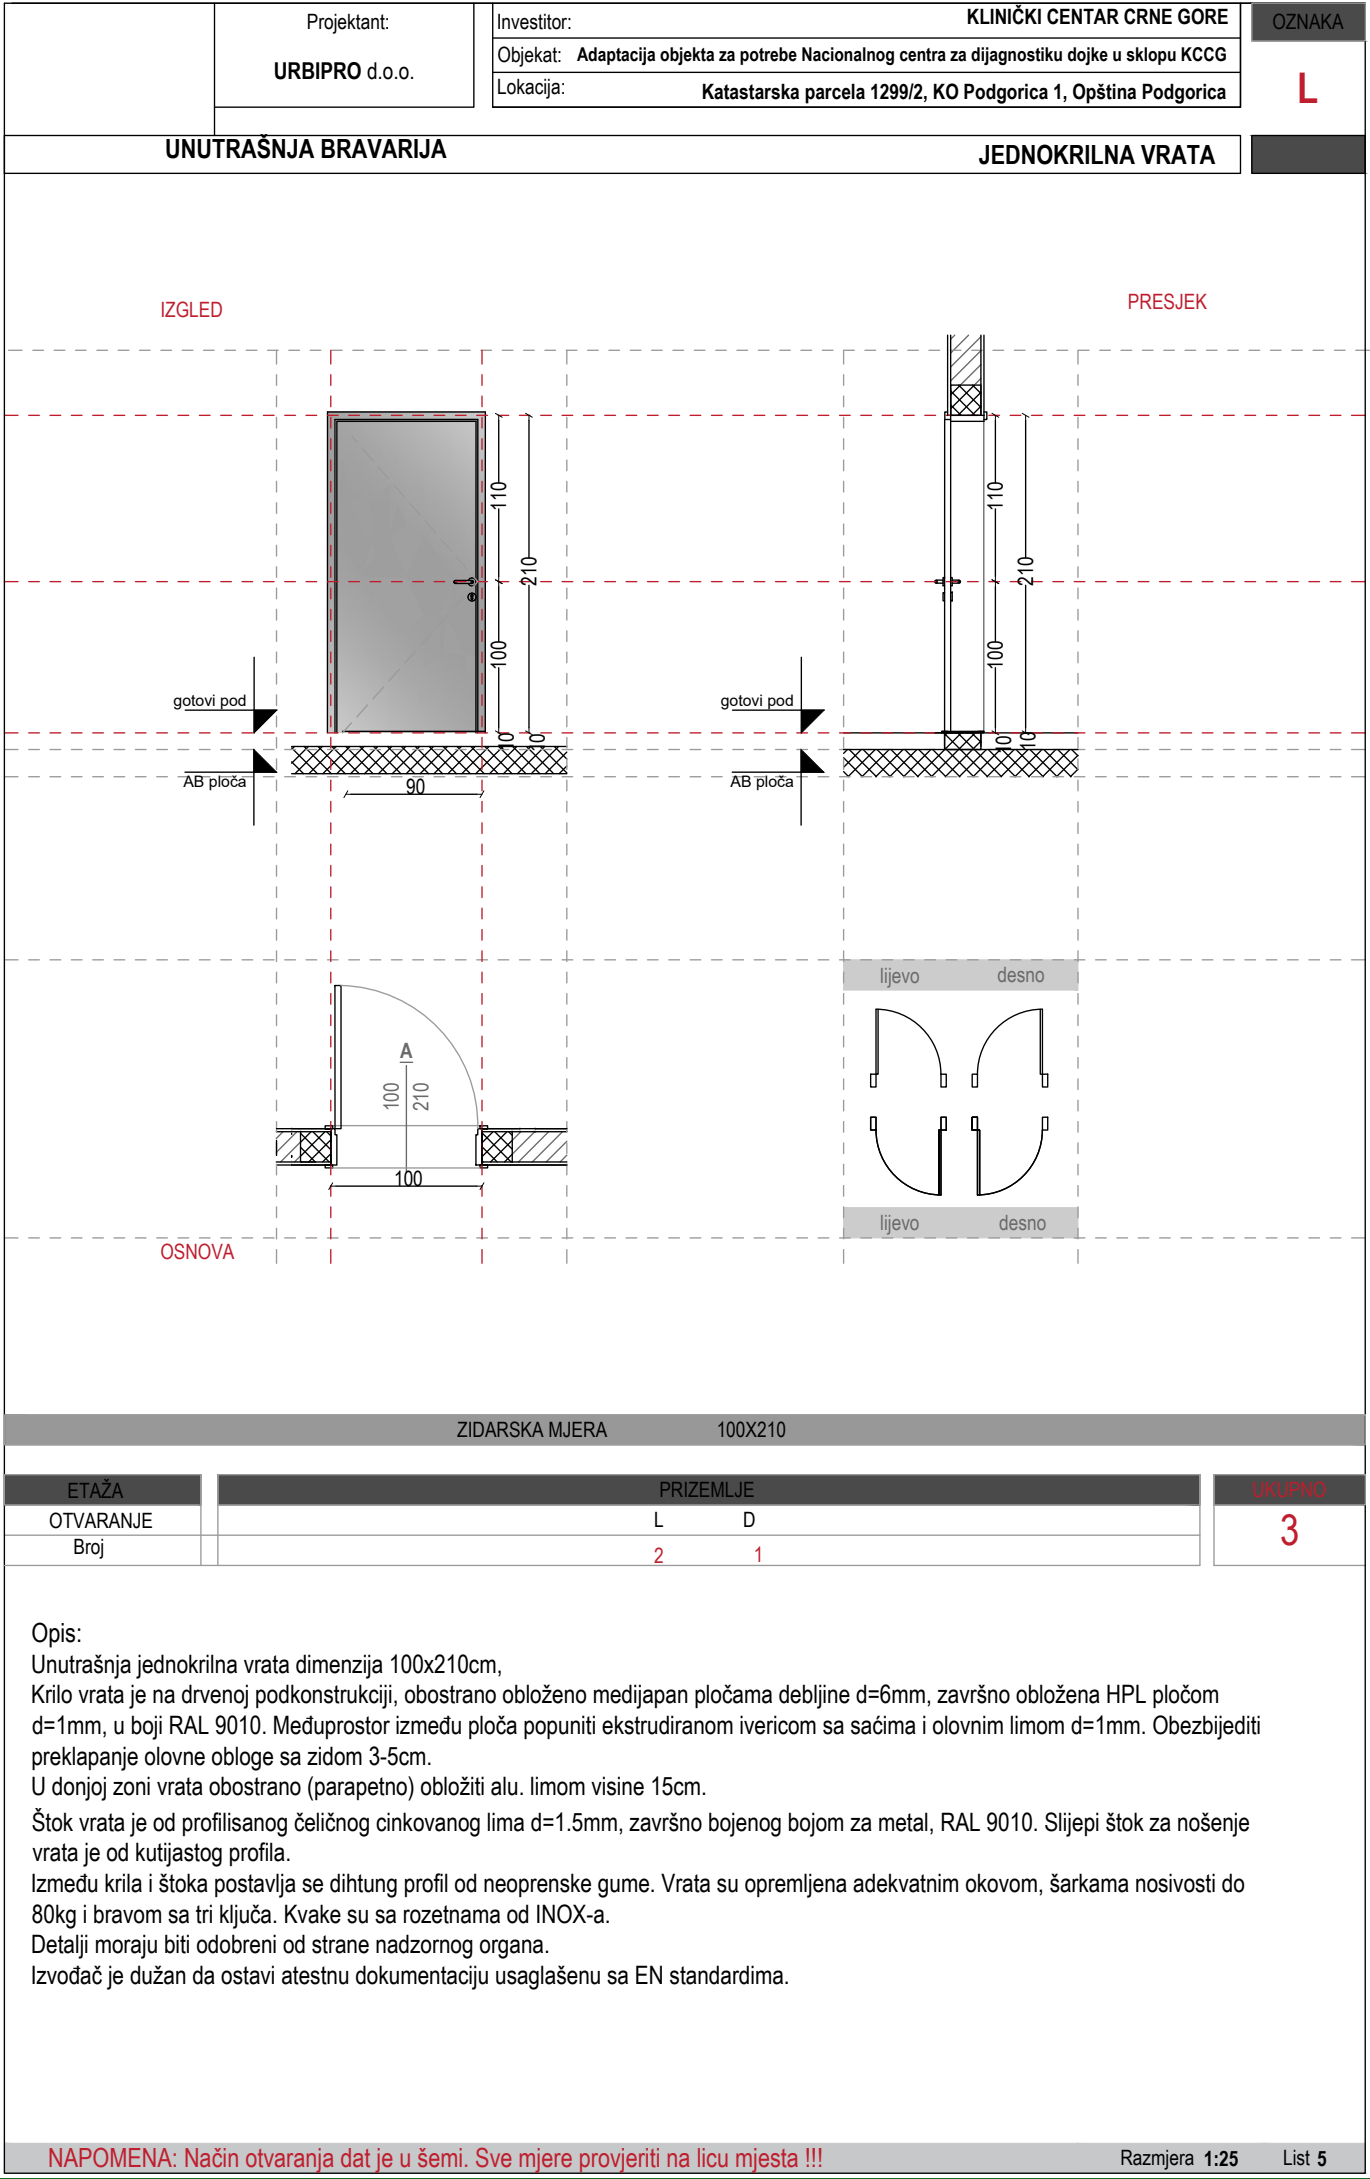 Projektant:
URBIPRO d.o.o.
Investitor:
KLINIČKI CENTAR CRNE GORE
Objekat: Adaptacija objekta za potrebe Nacionalnog centra za dijagnostiku dojke u sklopu KCCG
Lokacija:
Katastarska parcela 1299/2, KO Podgorica 1, Opština Podgorica
OZNAKA
L
UNUTRAŠNJA BRAVARIJA
JEDNOKRILNA VRATA
IZGLED
PRESJEK
110
210
100
10
10
gotovi pod
AB ploča
90
110
210
100
10
10
gotovi pod
AB ploča
A
100
210
100
OSNOVA
lijevo desno
lijevo desno
ZIDARSKA MJERA 100X210
ETAŽA PRIZEMLJE UKUPNO
OTVARANJE L D
3
Broj 2 1
Opis:
Unutrašnja jednokrilna vrata dimenzija 100x210cm,
Krilo vrata je na drvenoj podkonstrukciji, obostrano obloženo medijapan pločama debljine d=6mm, završno obložena HPL pločom
d=1mm, u boji RAL 9010. Međuprostor između ploča popuniti ekstrudiranom ivericom sa saćima i olovnim limom d=1mm. Obezbijediti
preklapanje olovne obloge sa zidom 3-5cm.
U donjoj zoni vrata obostrano (parapetno) obložiti alu. limom visine 15cm.
Štok vrata je od profilisanog čeličnog cinkovanog lima d=1.5mm, završno bojenog bojom za metal, RAL 9010. Slijepi štok za nošenje
vrata je od kutijastog profila.
Između krila i štoka postavlja se dihtung profil od neoprenske gume. Vrata su opremljena adekvatnim okovom, šarkama nosivosti do
80kg i bravom sa tri ključa. Kvake su sa rozetnama od INOX-a.
Detalji moraju biti odobreni od strane nadzornog organa.
Izvođač je dužan da ostavi atestnu dokumentaciju usaglašenu sa EN standardima.
NAPOMENA: Način otvaranja dat je u šemi. Sve mjere provjeriti na licu mjesta !!!
Razmjera 1:25 List 5